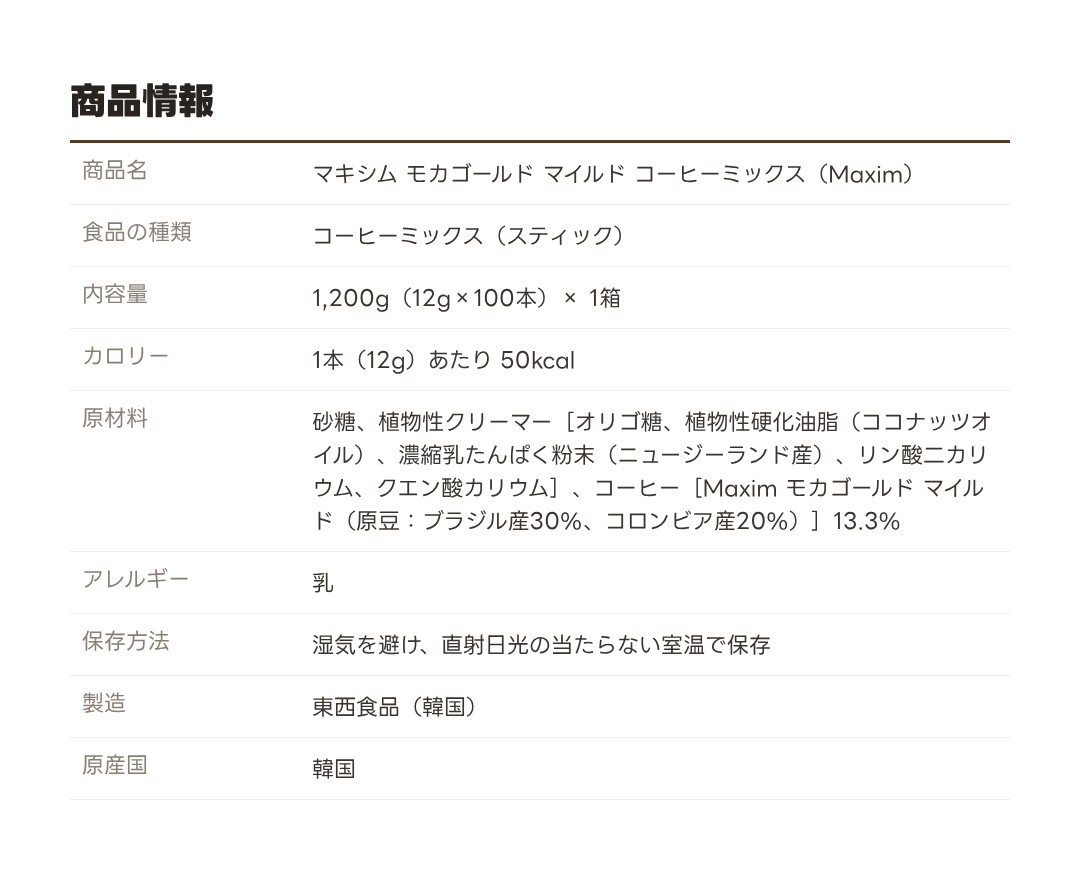 商品情報
商品名 マキシム モカゴールド マイルド コーヒーミックス（Maxim）
食品の種類 コーヒーミックス（スティック）
内容量 1,200g（12g×100本）× 1箱
カロリー 1本（12g）あたり 50kcal
原材料 砂糖、植物性クリーマー［オリゴ糖、植物性硬化油脂（ココナッツオ
イル）、濃縮乳たんぱく粉末（ニュージーランド産）、リン酸二カリ
ウム、クエン酸カリウム］、コーヒー［Maxim モカゴールド マイル
ド（原豆：ブラジル産30%、コロンビア産20%）］13.3%
アレルギー 乳
保存方法 湿気を避け、直射日光の当たらない室温で保存
製造 東西食品（韓国）
原産国 韓国